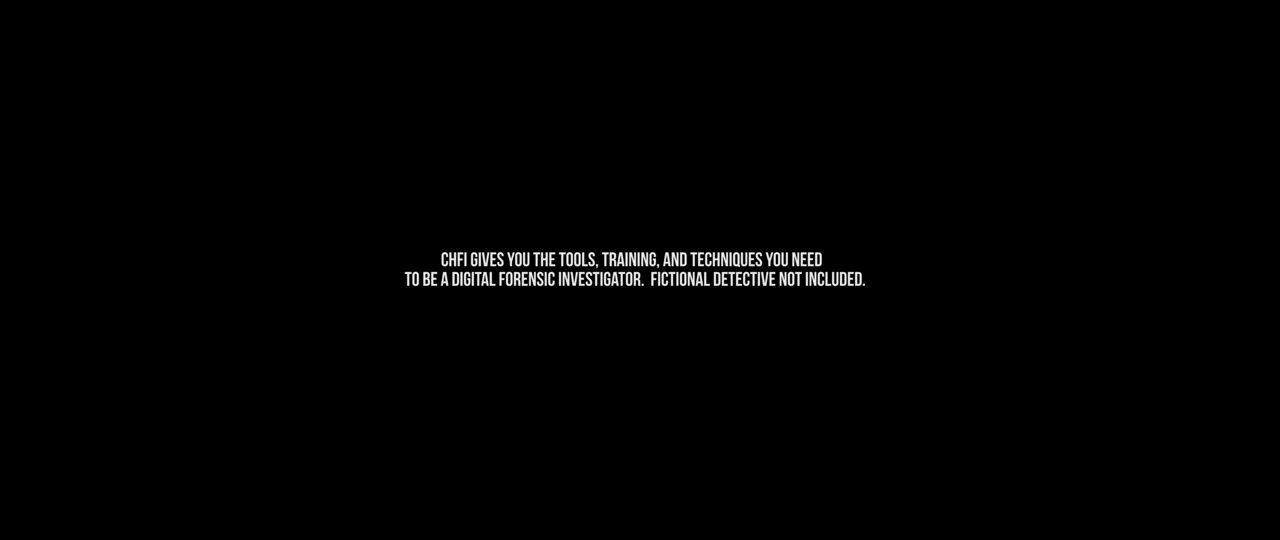 CHFI GIVES YOU THE TOOLS, TRAINING, AND TECHNIQUES YOU NEED
TO BE A DIGITAL FORENSIC INVESTIGATOR.  FICTIONAL DETECTIVE NOT INCLUDED.